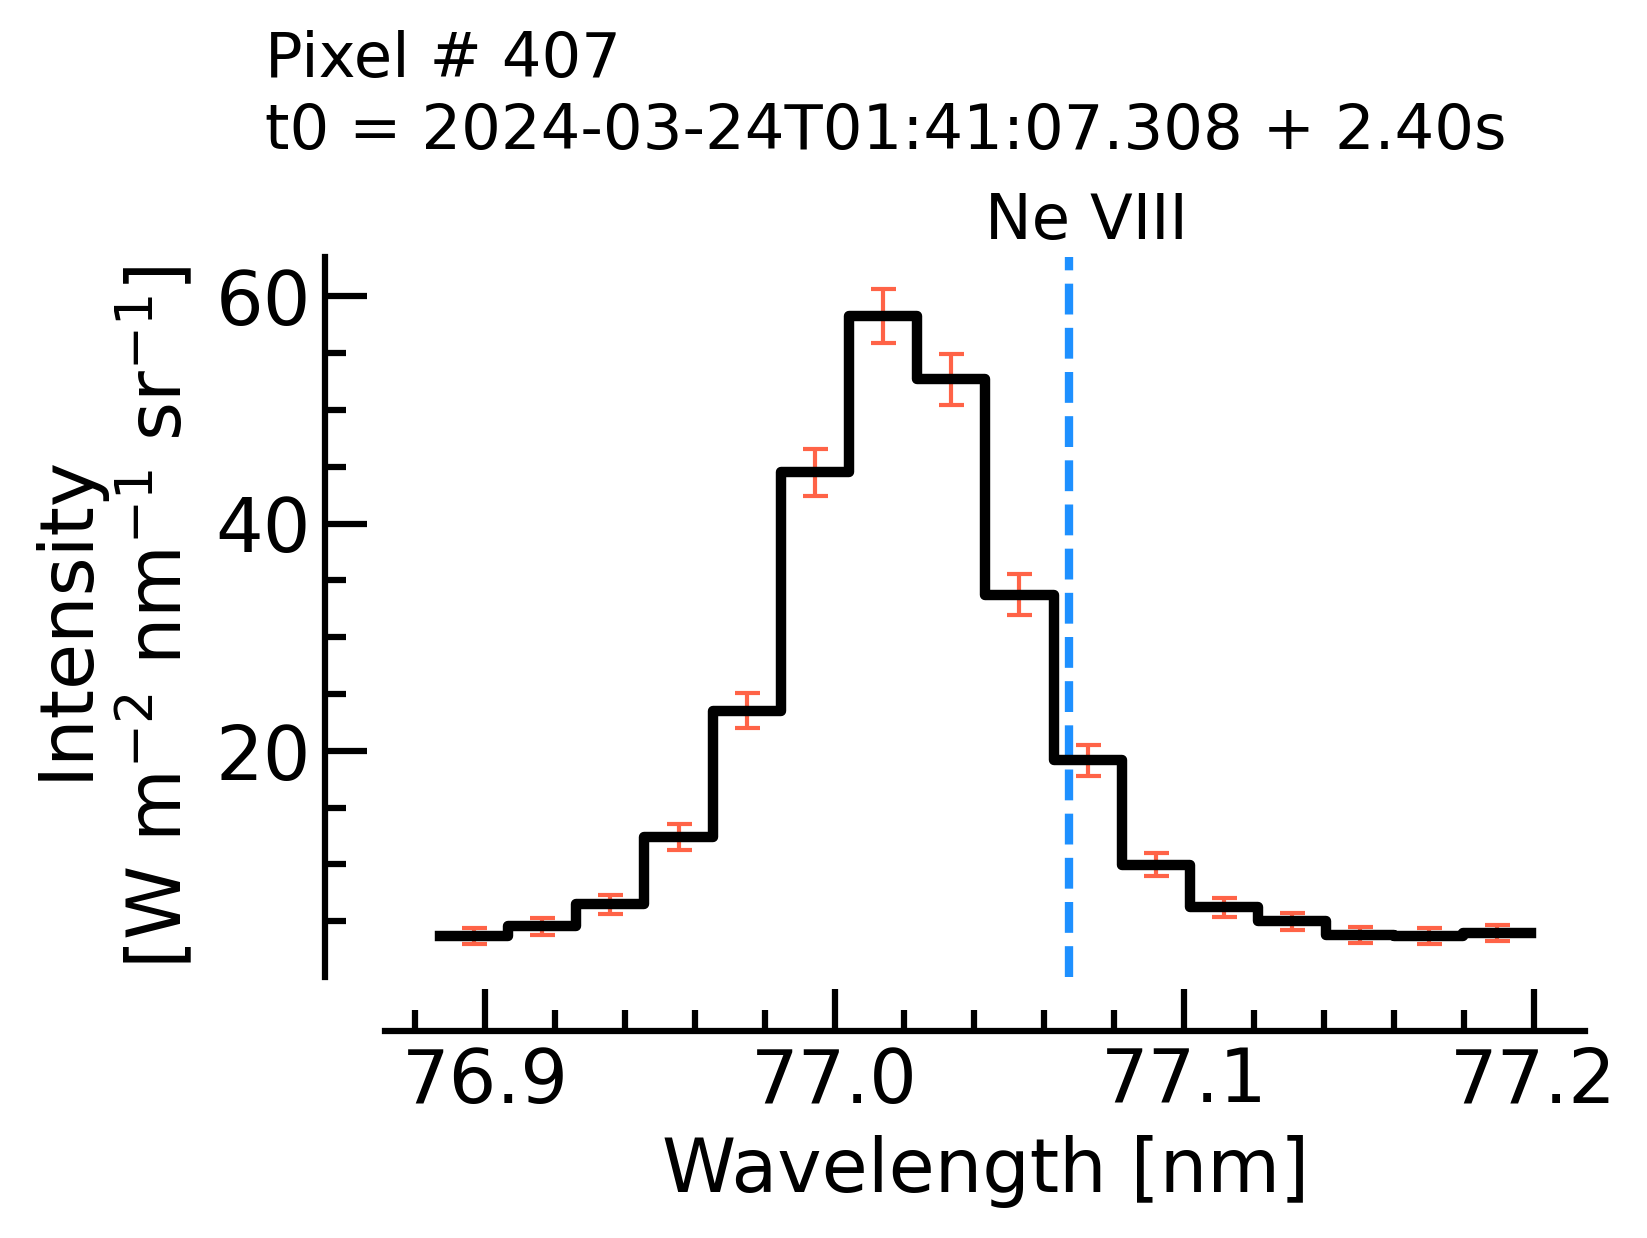 Pixel # 407
t0 = 2024-03-24T01:41:07.308 + 2.40s
Ne VIII
Intensity
[W m⁻² nm⁻¹ sr⁻¹]
60
40
20
76.9 77.0 77.1 77.2
Wavelength [nm]